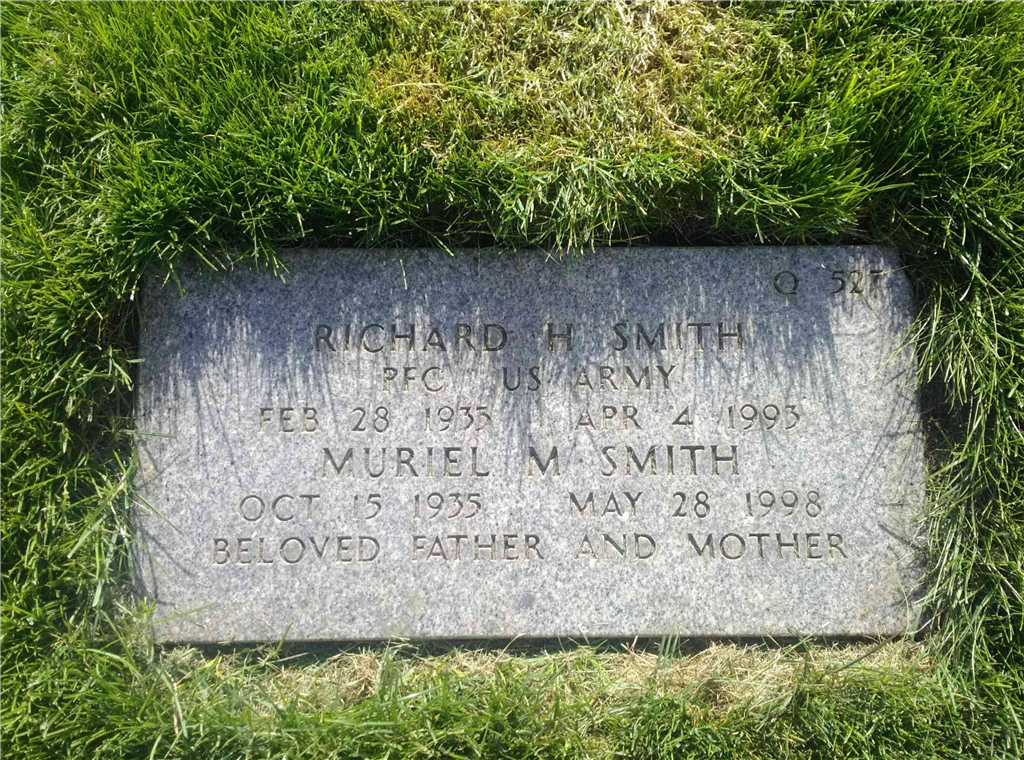 Q 527
RICHARD H SMITH
PFC US ARMY
FEB 28 1933 APR 4 1993
MURIEL M SMITH
OCT 15 1935 MAY 28 1998
BELOVED FATHER AND MOTHER